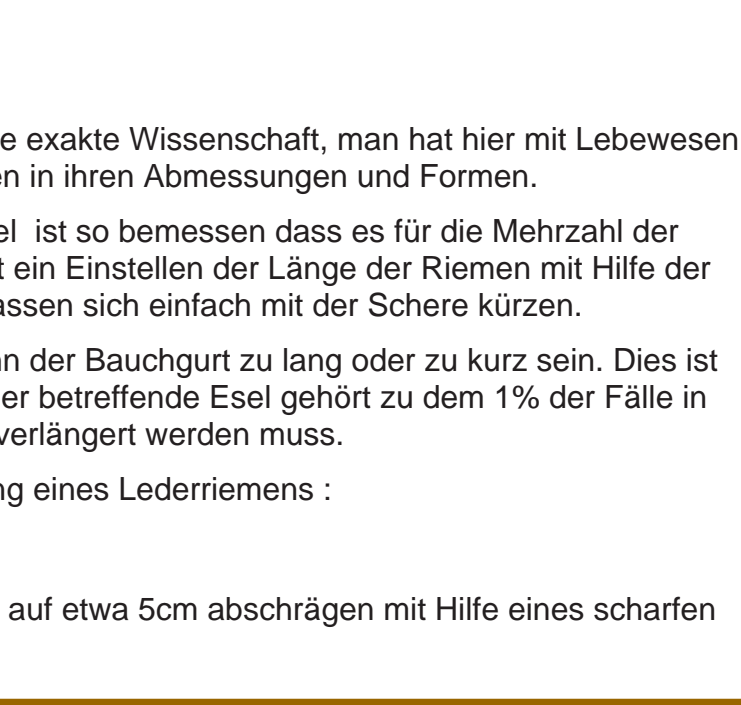 e exakte Wissenschaft, man hat hier mit Lebewesen
en in ihren Abmessungen und Formen.
el ist so bemessen dass es für die Mehrzahl der
t ein Einstellen der Länge der Riemen mit Hilfe der
assen sich einfach mit der Schere kürzen.
nn der Bauchgurt zu lang oder zu kurz sein. Dies ist
er betreffende Esel gehört zu dem 1% der Fälle in
verlängert werden muss.
ng eines Lederriemens :
auf etwa 5cm abschrägen mit Hilfe eines scharfen